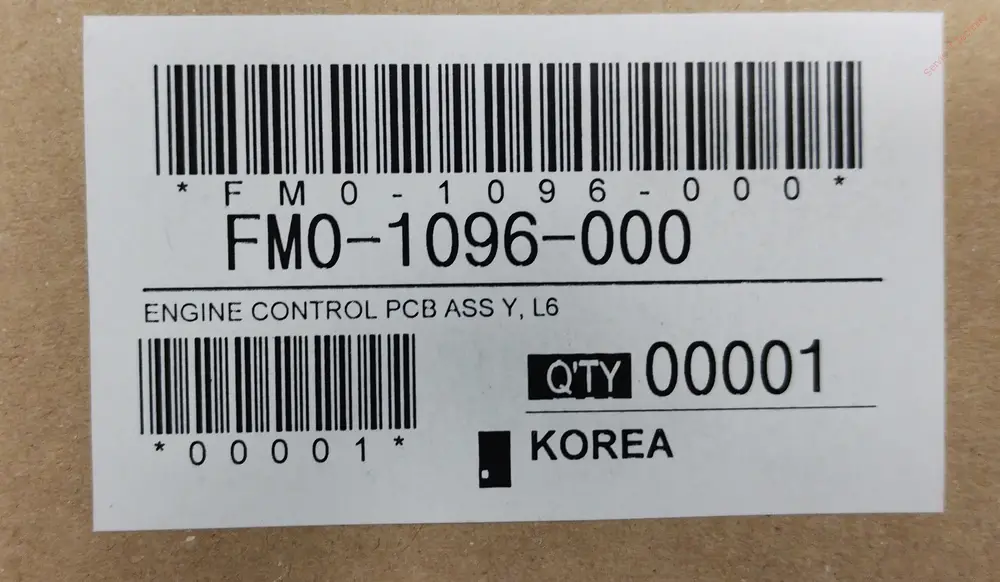 *FM0-1096-000*
FM0-1096-000
ENGINE CONTROL PCB ASS Y, L6
Q'TY 00001
*00001*
KOREA